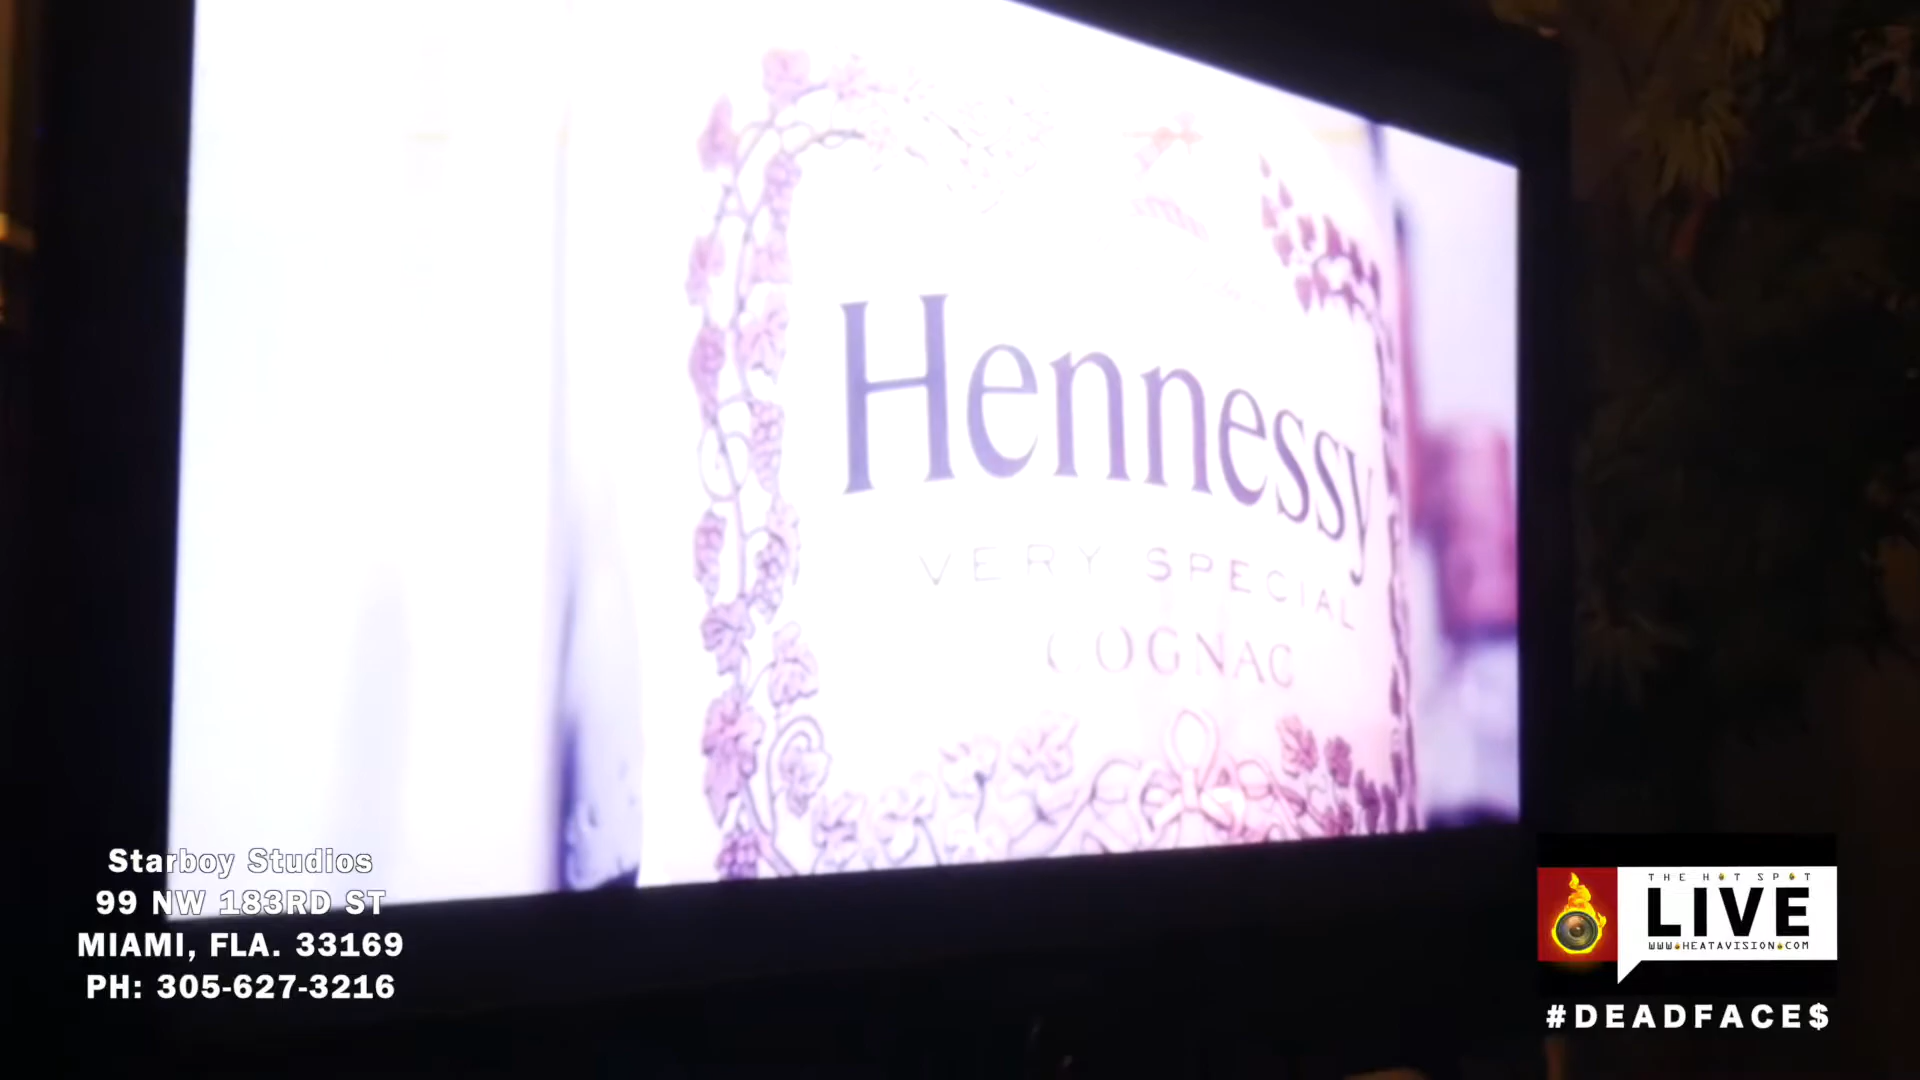 Hennessy
VERY SPECIAL
COGNAC
Starboy Studios
99 NW 183RD ST
MIAMI, FLA. 33169
PH: 305-627-3216
THE HOT SPOT
LIVE
WWW.HEATAVISION.COM
#DEADFACE$